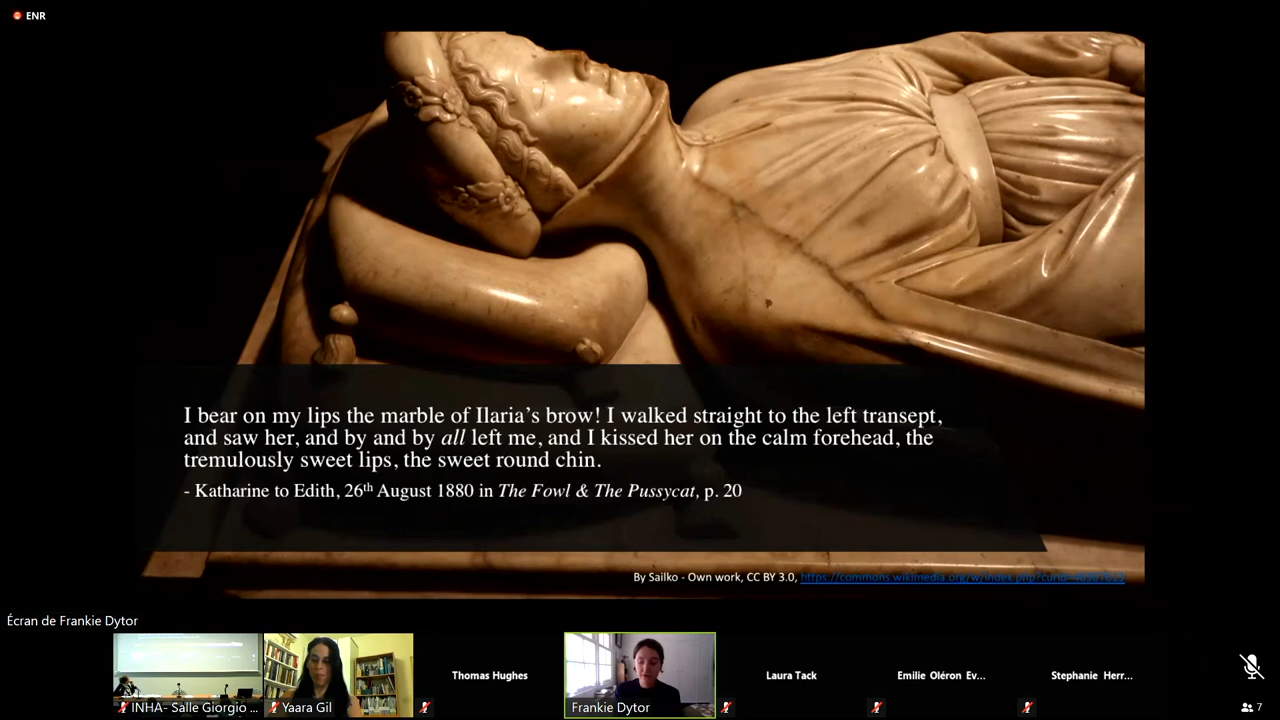 ENR
I bear on my lips the marble of Ilaria's brow! I walked straight to the left transept,
and saw her, and by and by all left me, and I kissed her on the calm forehead, the
tremulously sweet lips, the sweet round chin.
- Katharine to Edith, 26th August 1880 in The Fowl & The Pussycat, p. 20
By Sailko - Own work, CC BY 3.0,
Écran de Frankie Dytor
Thomas Hughes
Laura Tack
Emilie Oléron Ev...
Stephanie Herr...
INHA- Salle Giorgio ...
Yaara Gil
Frankie Dytor
7